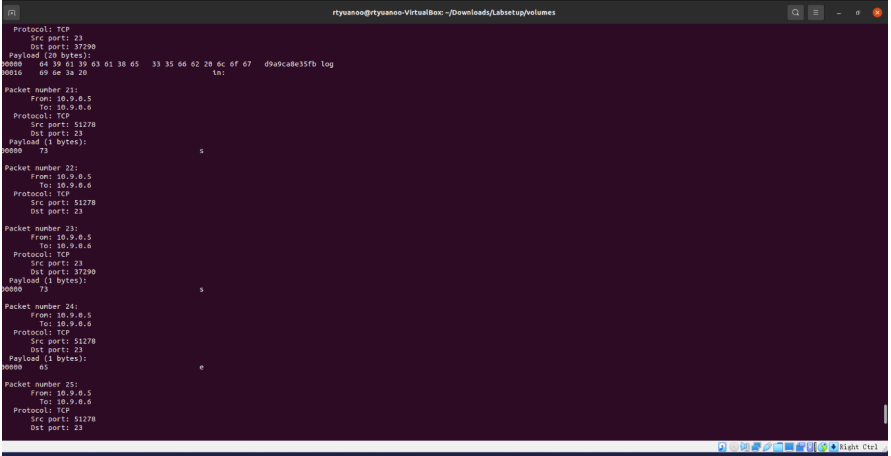 rtyuanoo@rtyuanoo-VirtualBox: ~/Downloads/Labsetup/volumes
Protocol: TCP
Src port: 23
Dst port: 37290
Payload (20 bytes):
00000 64 39 61 39 63 61 38 65 33 35 66 62 20 6c 6f 67 d9a9ca8e35fb log
00016 69 6e 3a 20 in:
Packet number 21:
From: 10.9.0.5
To: 10.9.0.6
Protocol: TCP
Src port: 51278
Dst port: 23
Payload (1 bytes):
00000 73 s
Packet number 22:
From: 10.9.0.5
To: 10.9.0.6
Protocol: TCP
Src port: 51278
Dst port: 23
Packet number 23:
From: 10.9.0.5
To: 10.9.0.6
Protocol: TCP
Src port: 23
Dst port: 37290
Payload (1 bytes):
00000 73 s
Packet number 24:
From: 10.9.0.5
To: 10.9.0.6
Protocol: TCP
Src port: 51278
Dst port: 23
Payload (1 bytes):
00000 65 e
Packet number 25:
From: 10.9.0.5
To: 10.9.0.6
Protocol: TCP
Src port: 51278
Dst port: 23
Right Ctrl